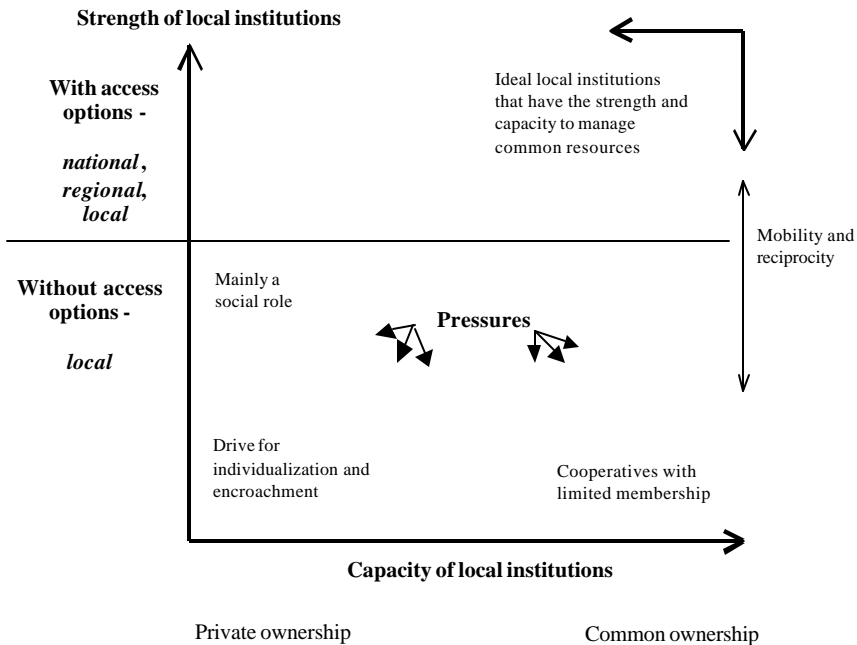 Strength of local institutions
With access
options -
national,
regional,
local
Ideal local institutions
that have the strength and
capacity to manage
common resources
Mobility and
reciprocity
Without access
options -
local
Mainly a
social role
Pressures
Drive for
individualization and
encroachment
Cooperatives with
limited membership
Capacity of local institutions
Private ownership
Common ownership